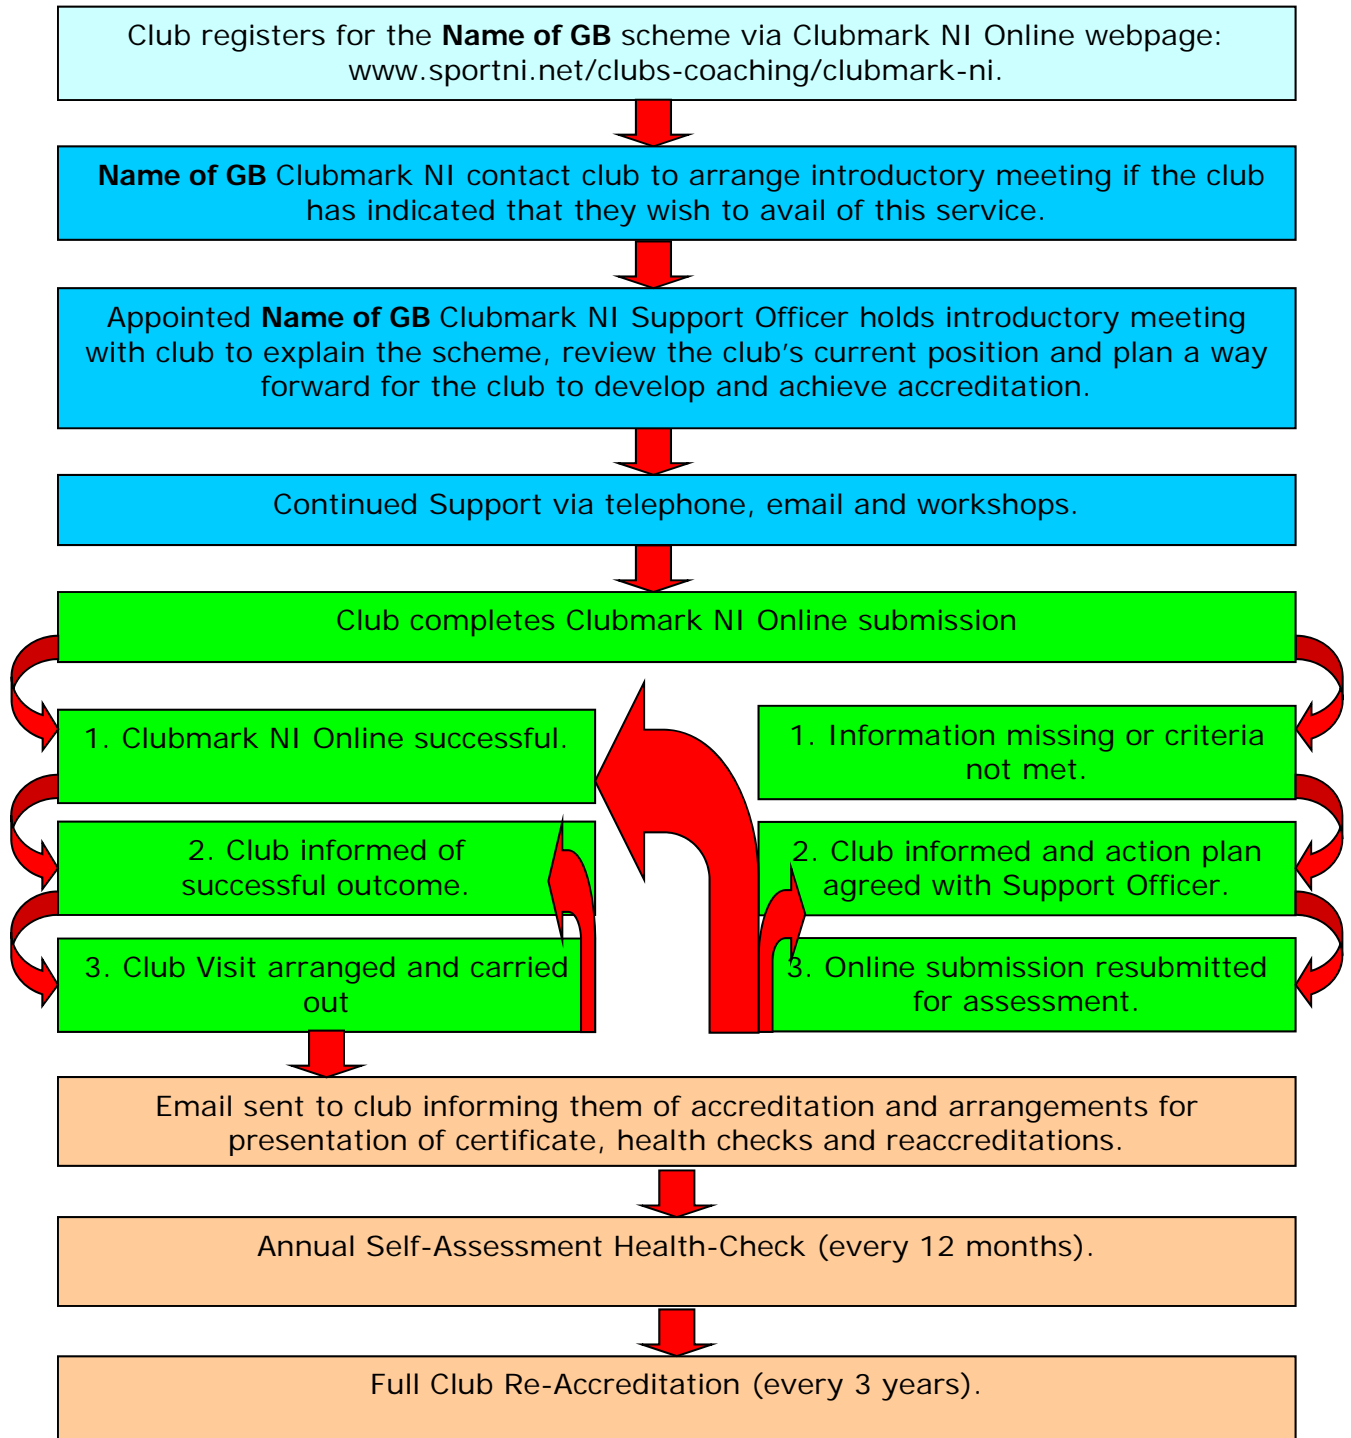 Club registers for the Name of GB scheme via Clubmark NI Online webpage:
www.sportni.net/clubs-coaching/clubmark-ni.
Name of GB Clubmark NI contact club to arrange introductory meeting if the club
has indicated that they wish to avail of this service.
Appointed Name of GB Clubmark NI Support Officer holds introductory meeting
with club to explain the scheme, review the club's current position and plan a way
forward for the club to develop and achieve accreditation.
Continued Support via telephone, email and workshops.
Club completes Clubmark NI Online submission
1. Clubmark NI Online successful.
2. Club informed of
successful outcome.
3. Club Visit arranged and carried
out
1. Information missing or criteria
not met.
2. Club informed and action plan
agreed with Support Officer.
3. Online submission resubmitted
for assessment.
Email sent to club informing them of accreditation and arrangements for
presentation of certificate, health checks and reaccreditations.
Annual Self-Assessment Health-Check (every 12 months).
Full Club Re-Accreditation (every 3 years).